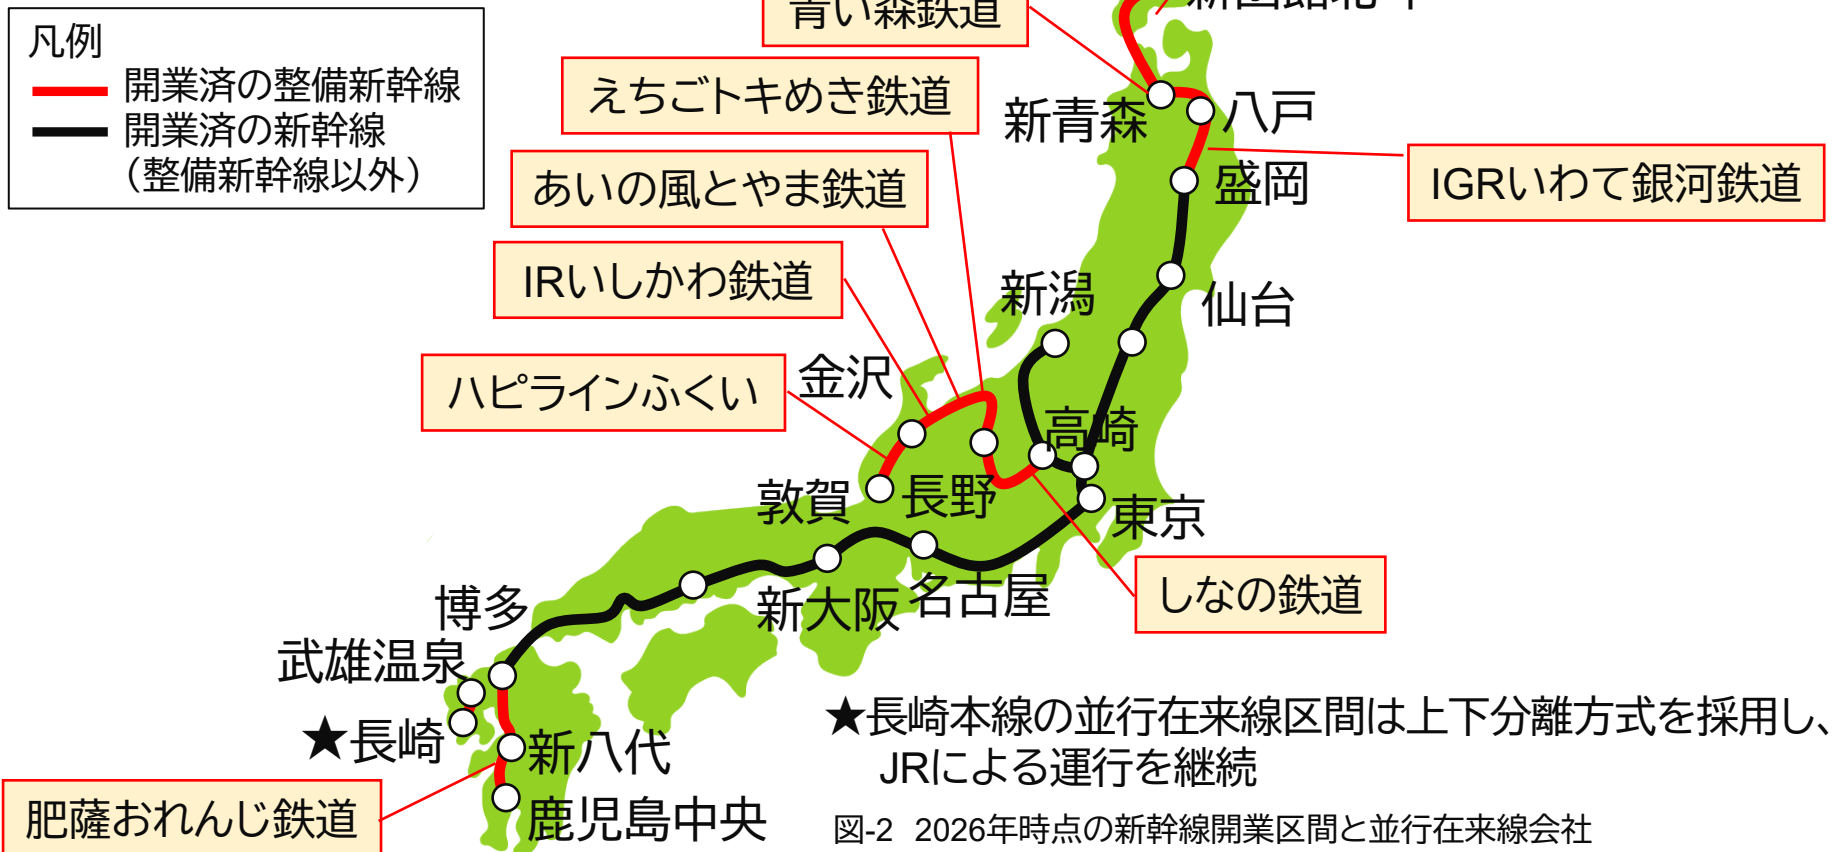 凡例
開業済の整備新幹線
開業済の新幹線
（整備新幹線以外）
青い森鉄道
えちごトキめき鉄道
新青森
八戸
あいの風とやま鉄道
盛岡
IGRいわて銀河鉄道
IRいしかわ鉄道
新潟
仙台
ハピラインふくい
金沢
高崎
敦賀
長野
東京
しなの鉄道
博多
新大阪
名古屋
武雄温泉
★長崎
新八代
肥薩おれんじ鉄道
鹿児島中央
★長崎本線の並行在来線区間は上下分離方式を採用し、
JRによる運行を継続
図-2 2026年時点の新幹線開業区間と並行在来線会社